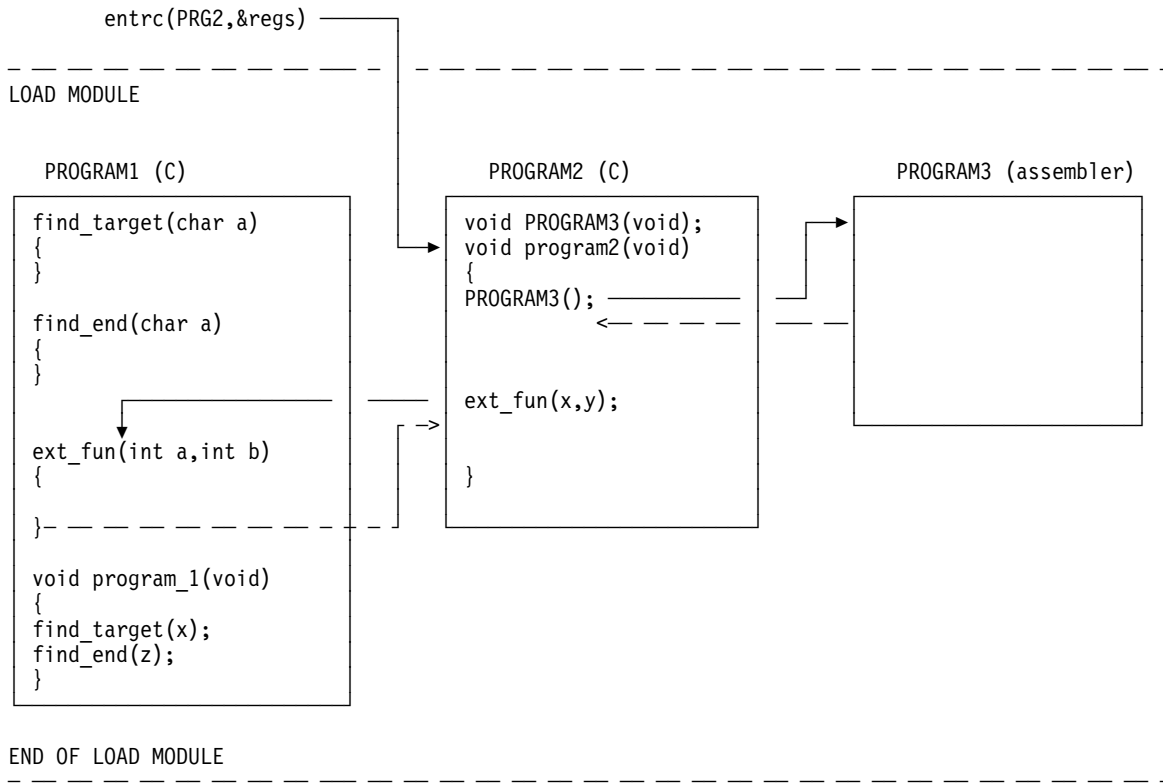 entrc(PRG2,&regs)
LOAD MODULE
PROGRAM1 (C)
find_target(char a)
{
}
find_end(char a)
{
}
ext_fun(int a,int b)
{
}
void program_1(void)
{
find_target(x);
find_end(z);
}
PROGRAM2 (C)
void PROGRAM3(void);
void program2(void)
{
PROGRAM3();
ext_fun(x,y);
}
PROGRAM3 (assembler)
END OF LOAD MODULE